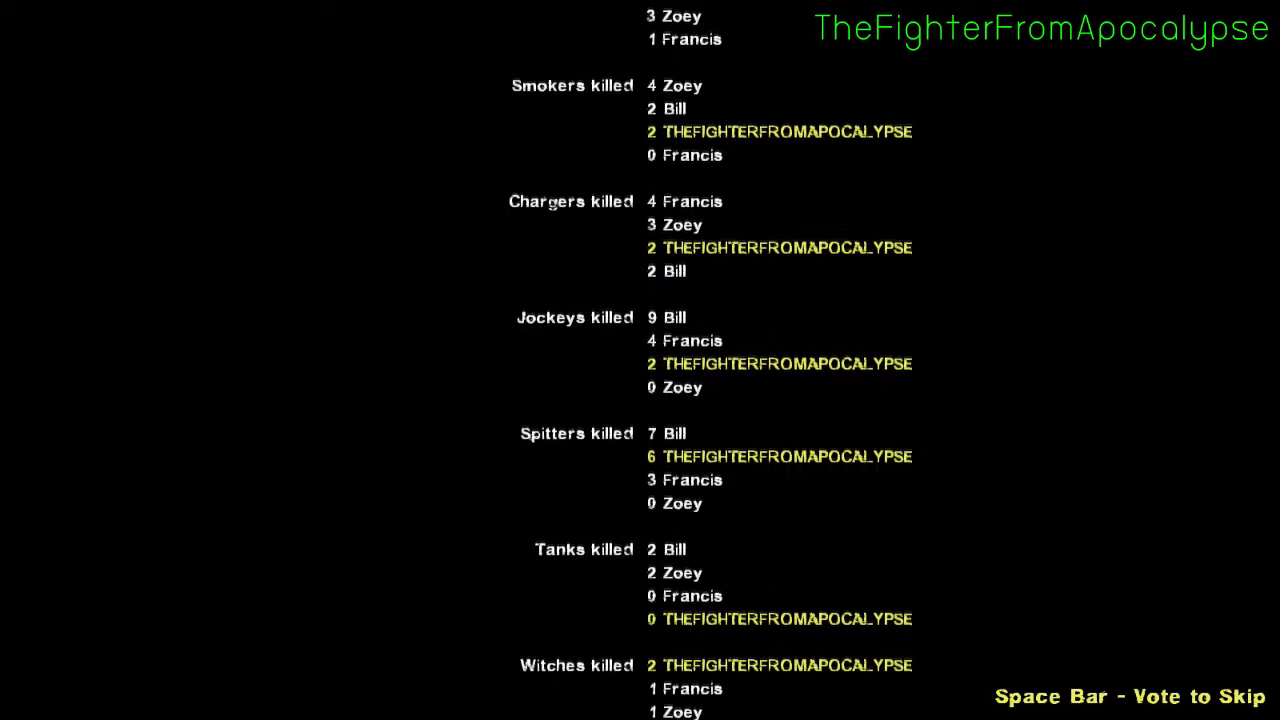 3 Zoey
TheFighterFromApocalypse
1 Francis
Smokers killed 4 Zoey
2 Bill
2 THEFIGHTERFROMAPOCALYPSE
0 Francis
Chargers killed 4 Francis
3 Zoey
2 THEFIGHTERFROMAPOCALYPSE
2 Bill
Jockeys killed 9 Bill
4 Francis
2 THEFIGHTERFROMAPOCALYPSE
0 Zoey
Spitters killed 7 Bill
6 THEFIGHTERFROMAPOCALYPSE
3 Francis
0 Zoey
Tanks killed 2 Bill
2 Zoey
0 Francis
0 THEFIGHTERFROMAPOCALYPSE
Witches killed 2 THEFIGHTERFROMAPOCALYPSE
1 Francis
Space Bar - Vote to Skip
1 Zoey